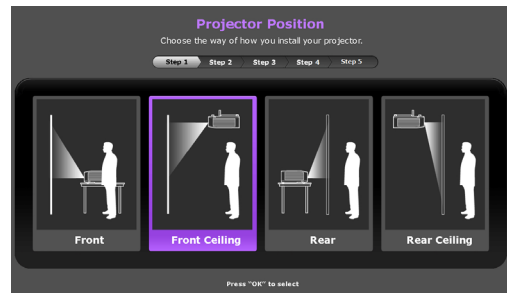 Projector Position
Choose the way of how you install your projector.
Step 1 Step 2 Step 3 Step 4 Step 5
Front Front Ceiling Rear Rear Ceiling
Press "OK" to select